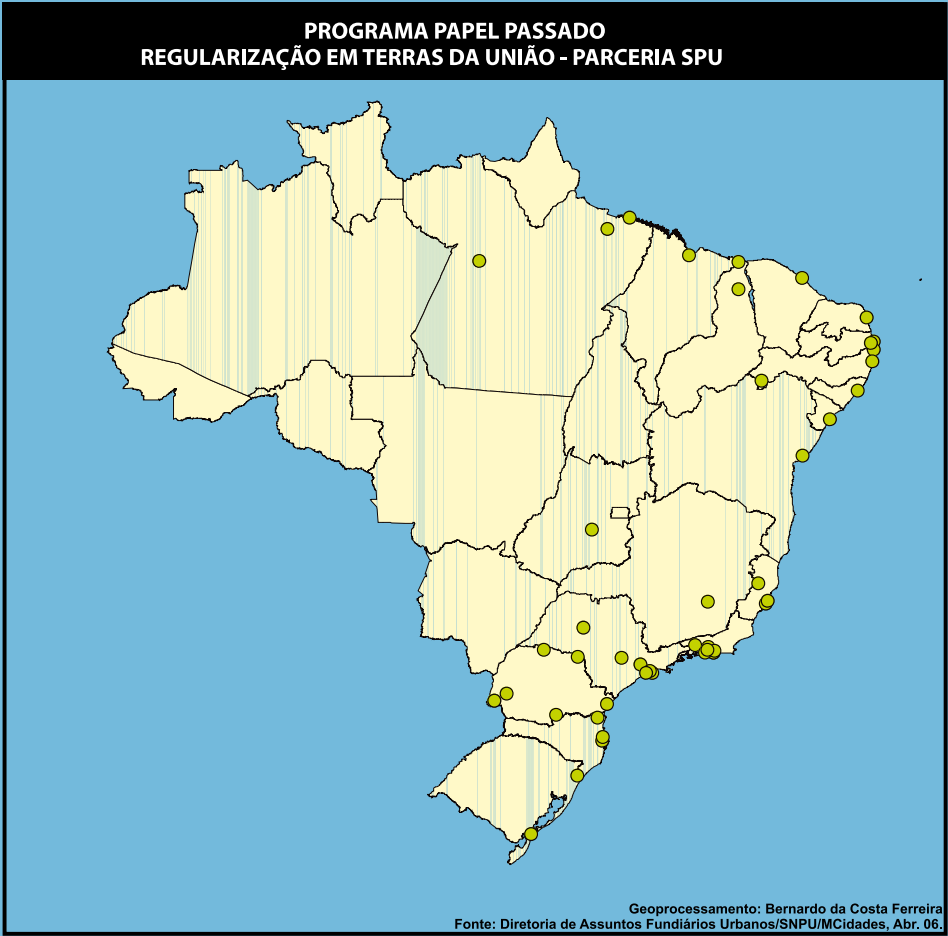 PROGRAMA PAPEL PASSADO
REGULARIZAÇÃO EM TERRAS DA UNIÃO - PARCERIA SPU
Geoprocessamento: Bernardo da Costa Ferreira
Fonte: Diretoria de Assuntos Fundiários Urbanos/SNPU/MCidades, Abr. 06.